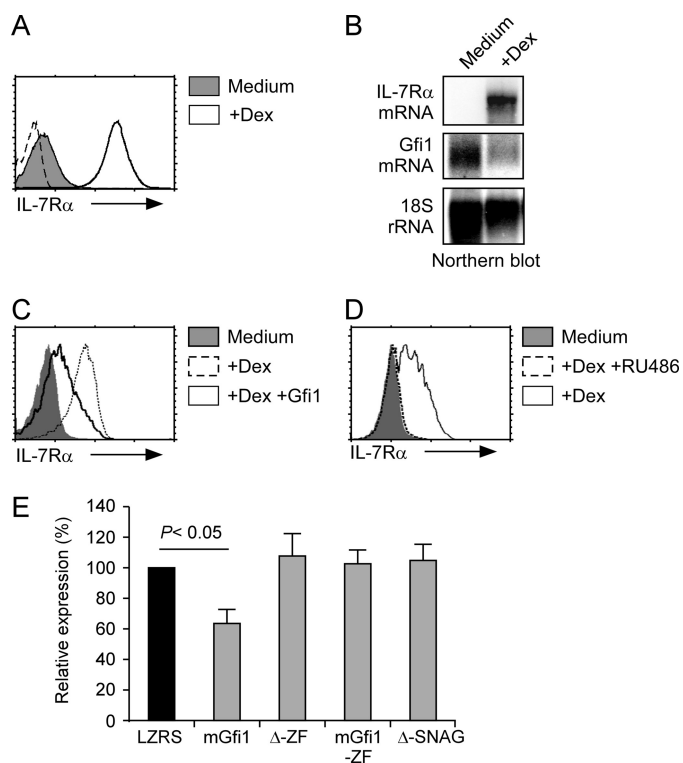 A
Medium
+Dex
IL-7Rα
B
Medium
+Dex
IL-7Rα
mRNA
Gfi1
mRNA
18S
rRNA
Northern blot
C
Medium
+Dex
+Dex +Gfi1
IL-7Rα
D
Medium
+Dex +RU486
+Dex
IL-7Rα
E
Relative expression (%)
140
120
100
80
60
40
20
0
P< 0.05
LZRS
mGfi1
Δ-ZF
mGfi1
-ZF
Δ-SNAG